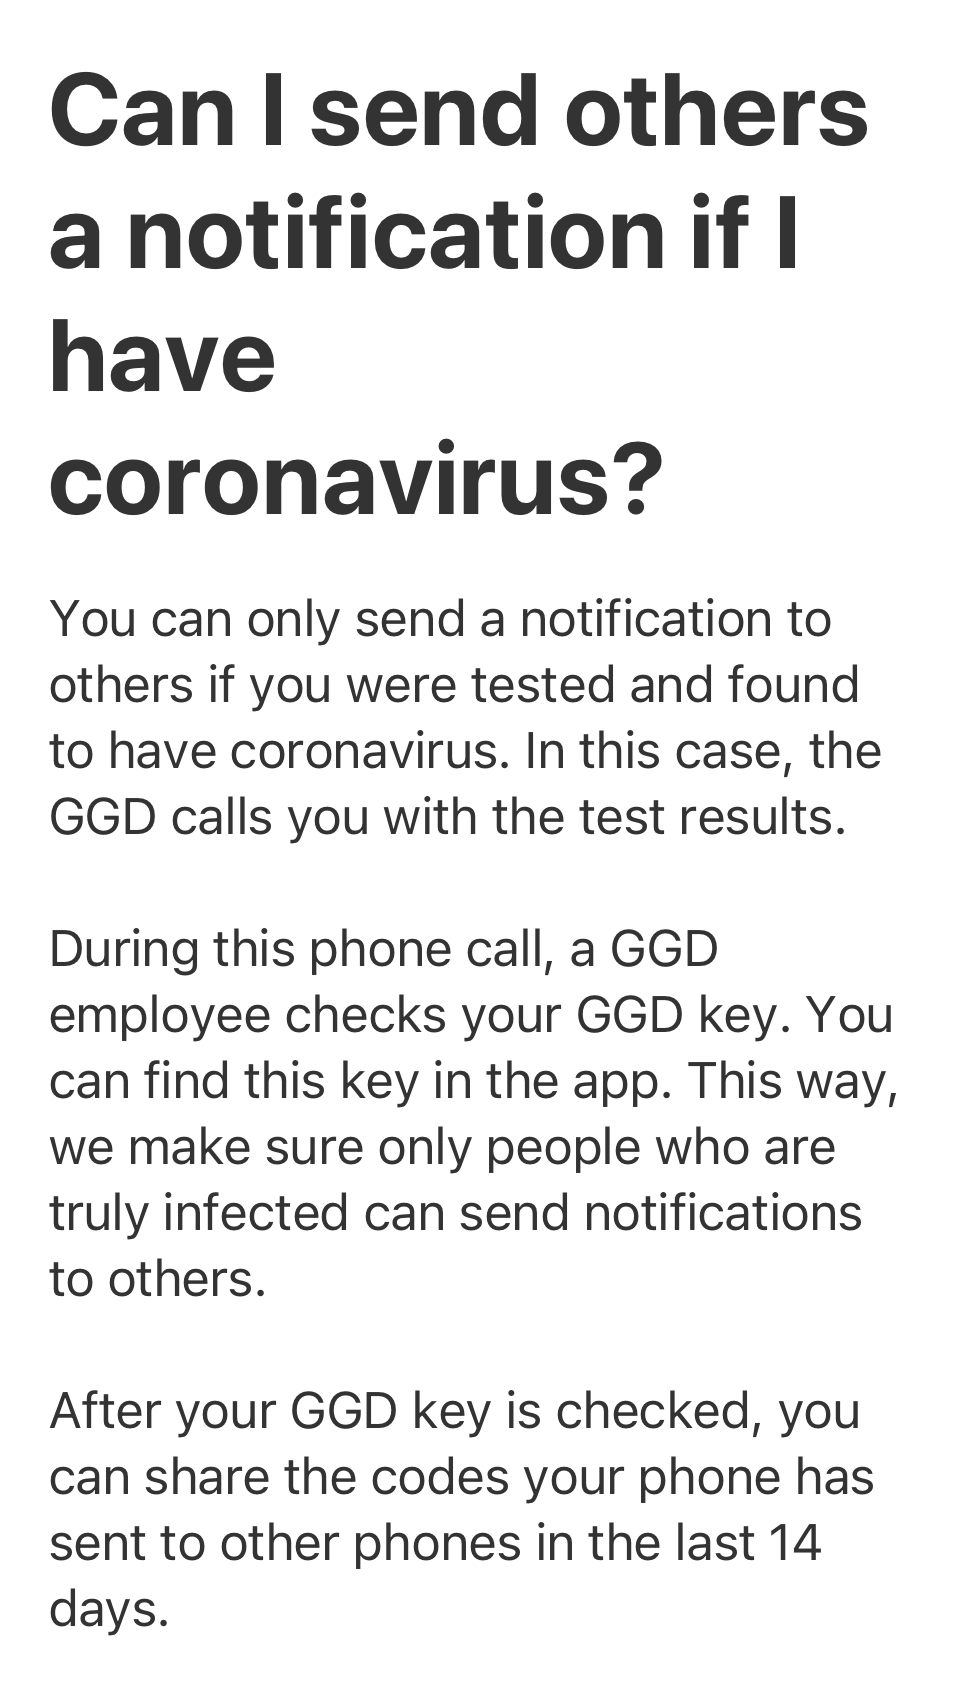 Can I send others
a notification if I
have
coronavirus?
You can only send a notification to
others if you were tested and found
to have coronavirus. In this case, the
GGD calls you with the test results.
During this phone call, a GGD
employee checks your GGD key. You
can find this key in the app. This way,
we make sure only people who are
truly infected can send notifications
to others.
After your GGD key is checked, you
can share the codes your phone has
sent to other phones in the last 14
days.